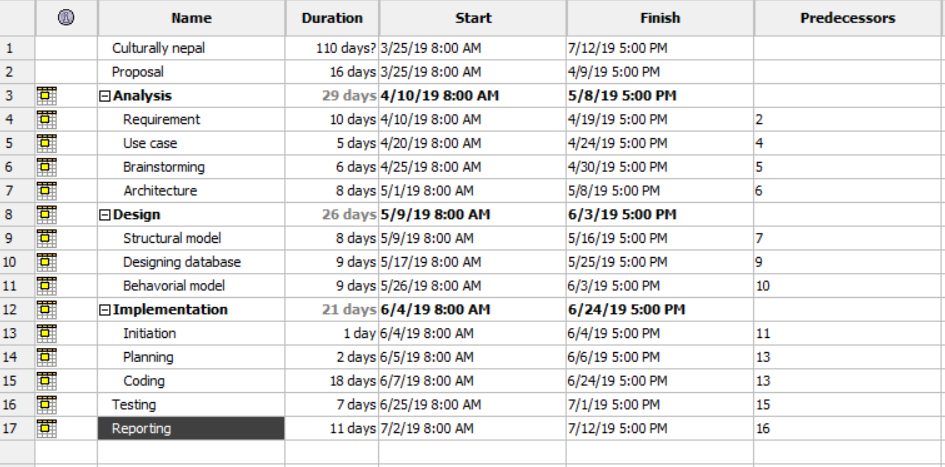 Name Duration Start Finish Predecessors
1 Culturally nepal 110 days? 3/25/19 8:00 AM 7/12/19 5:00 PM
2 Proposal 16 days 3/25/19 8:00 AM 4/9/19 5:00 PM
3 Analysis 29 days 4/10/19 8:00 AM 5/8/19 5:00 PM
4 Requirement 10 days 4/10/19 8:00 AM 4/19/19 5:00 PM 2
5 Use case 5 days 4/20/19 8:00 AM 4/24/19 5:00 PM 4
6 Brainstorming 6 days 4/25/19 8:00 AM 4/30/19 5:00 PM 5
7 Architecture 8 days 5/1/19 8:00 AM 5/8/19 5:00 PM 6
8 Design 26 days 5/9/19 8:00 AM 6/3/19 5:00 PM
9 Structural model 8 days 5/9/19 8:00 AM 5/16/19 5:00 PM 7
10 Designing database 9 days 5/17/19 8:00 AM 5/25/19 5:00 PM 9
11 Behavorial model 9 days 5/26/19 8:00 AM 6/3/19 5:00 PM 10
12 Implementation 21 days 6/4/19 8:00 AM 6/24/19 5:00 PM
13 Initiation 1 day 6/4/19 8:00 AM 6/4/19 5:00 PM 11
14 Planning 2 days 6/5/19 8:00 AM 6/6/19 5:00 PM 13
15 Coding 18 days 6/7/19 8:00 AM 6/24/19 5:00 PM 13
16 Testing 7 days 6/25/19 8:00 AM 7/1/19 5:00 PM 15
17 Reporting 11 days 7/2/19 8:00 AM 7/12/19 5:00 PM 16